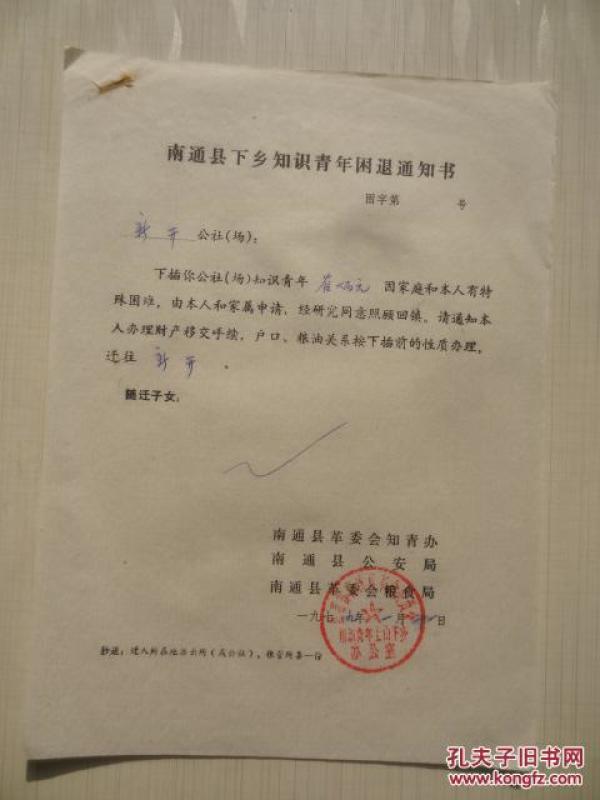 南通县下乡知识青年困退通知书
困字第 号
新开公社(场)：
下插你公社(场)知识青年 因家庭和本人有特
殊困难，由本人和家属申请，经研究同意照顾回镇，请通知本
人办理财产移交手续，户口、粮油关系按下插前的性质办理，
迁往 新开 。
随迁子女：
南通县革委会知青办
南通县公安局
南通县革委会粮食局
一九七九年一月 日
抄送：迁入所在地派出所(或公社)、粮管所各一份
孔夫子旧书网
www.kongfz.com